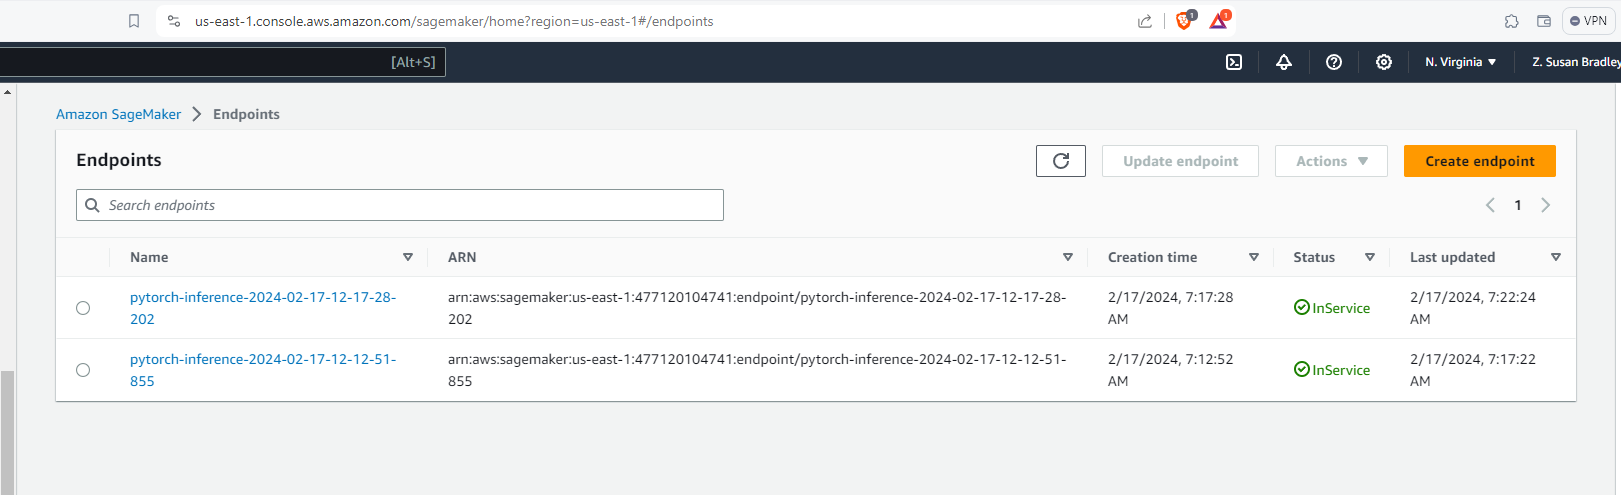 us-east-1.console.aws.amazon.com/sagemaker/home?region=us-east-1#/endpoints
1
1
VPN
[Alt+S]
N. Virginia
Z. Susan Bradley
Amazon SageMaker
Endpoints
Endpoints
Update endpoint
Actions
Create endpoint
Search endpoints
1
Name
ARN
Creation time
Status
Last updated
pytorch-inference-2024-02-17-12-17-28-
202
arn:aws:sagemaker:us-east-1:477120104741:endpoint/pytorch-inference-2024-02-17-12-17-28-
202
2/17/2024, 7:17:28
AM
InService
2/17/2024, 7:22:24
AM
pytorch-inference-2024-02-17-12-12-51-
855
arn:aws:sagemaker:us-east-1:477120104741:endpoint/pytorch-inference-2024-02-17-12-12-51-
855
2/17/2024, 7:12:52
AM
InService
2/17/2024, 7:17:22
AM